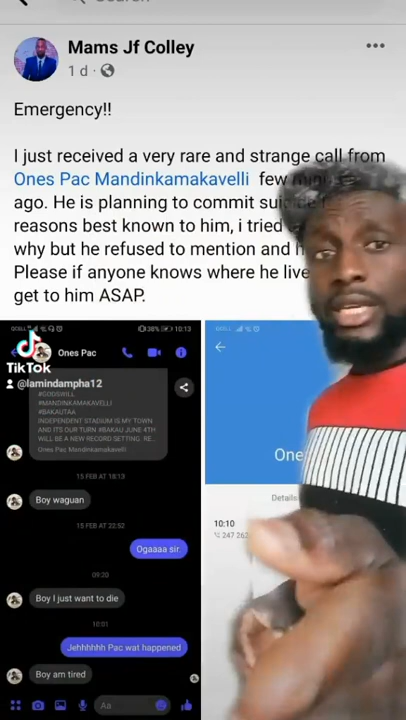 Mams Jf Colley
1 d
Emergency!!
I just received a very rare and strange call from
Ones Pac Mandinkamakavelli few
ago. He is planning to commit
reasons best known to him, i tried
why but he refused to mention and
Please if anyone knows where he live
get to him ASAP.
QCELL
38% 10:13
Ones Pac
TikTok
@lamindampha12
#GODSWILL
#MANDINKAMAKAVELLI
#BAKAUTAA
INDEPENDENT STADIUM IS MY TOWN
AND ITS OUR TURN #BAKAU JUNE 4TH
WILL BE A NEW RECORD SETTING. RE...
Ones Pac Mandinkamakavelli
15 FEB AT 18:13
Boy waguan
15 FEB AT 22:52
Ogaaaa sir
09:20
Boy I just want to die
10:01
Jehhhhhh Pac wat happened
Boy am tired
Aa
One
Details
10:10
247 262